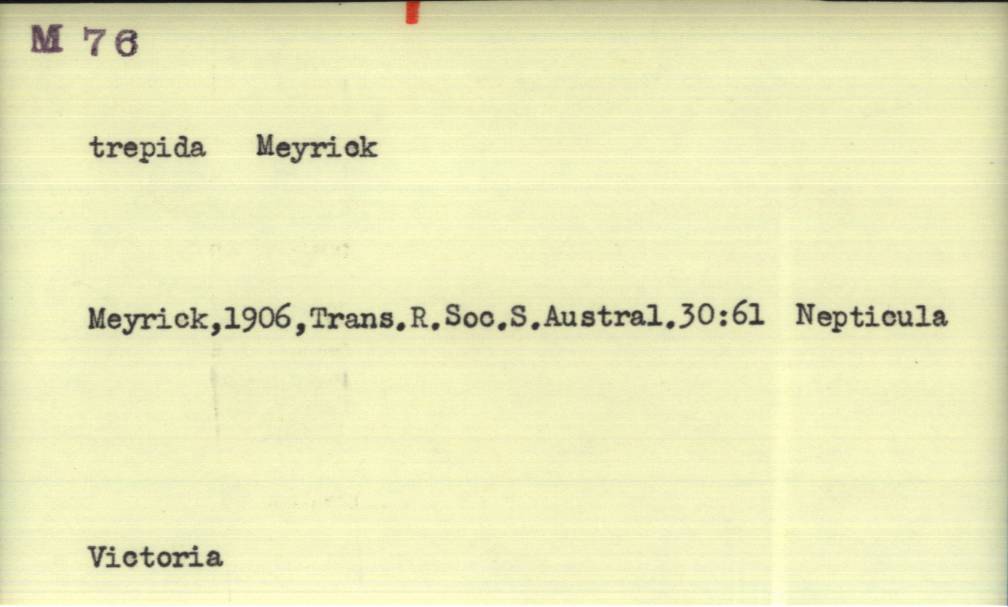 M 76
trepida Meyrick
Meyrick,1906,Trans.R.Soc.S.Austral.30:61 Nepticula
Victoria